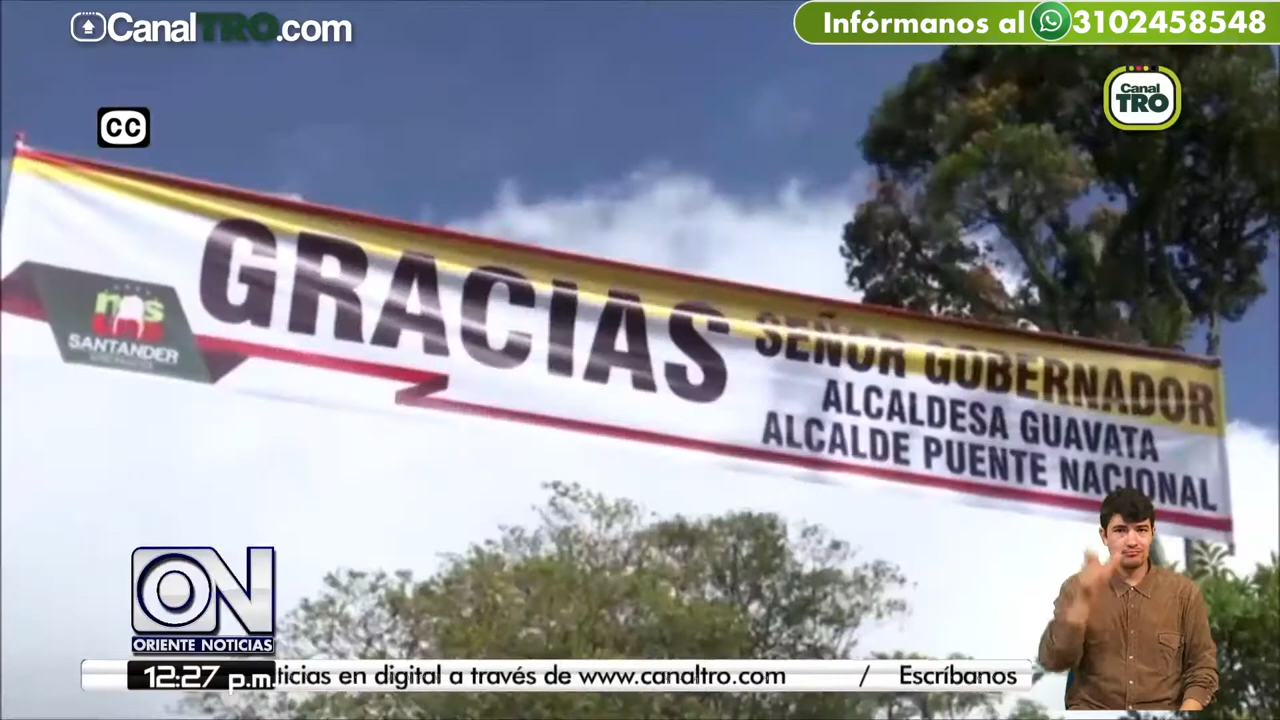 CanalTRO.com
Infórmanos al 3102458548
Canal
TRO
CC
GRACIAS
SEÑOR GOBERNADOR
ALCALDESA GUAVATA
ALCALDE PUENTE NACIONAL
SANTANDER
ON
ORIENTE NOTICIAS
12:27 p.m
ticias en digital a través de www.canaltro.com / Escríbanos